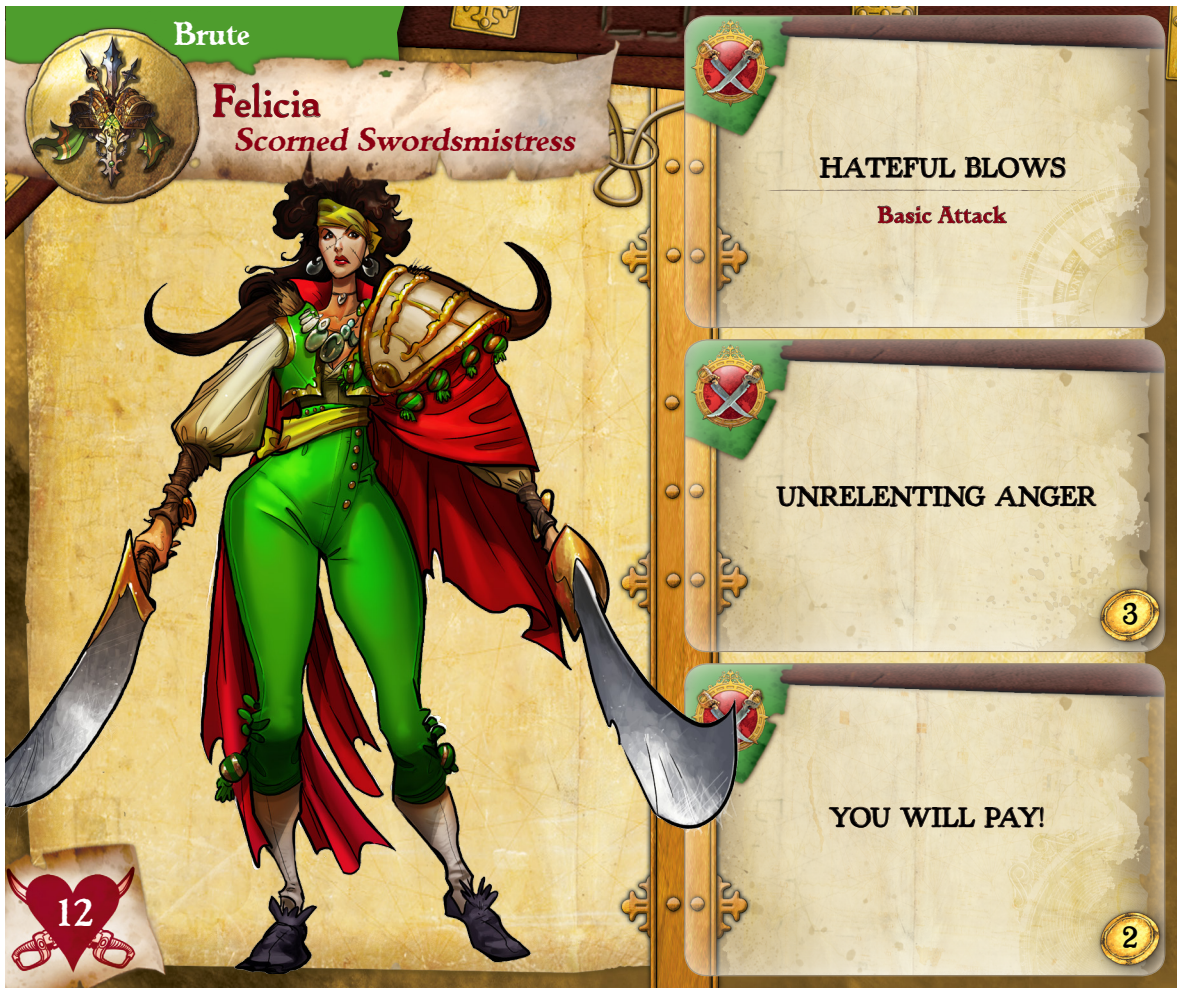 Brute
Felicia
Scorned Swordsmistress
12
HATEFUL BLOWS
Basic Attack
UNRELENTING ANGER
3
YOU WILL PAY!
2